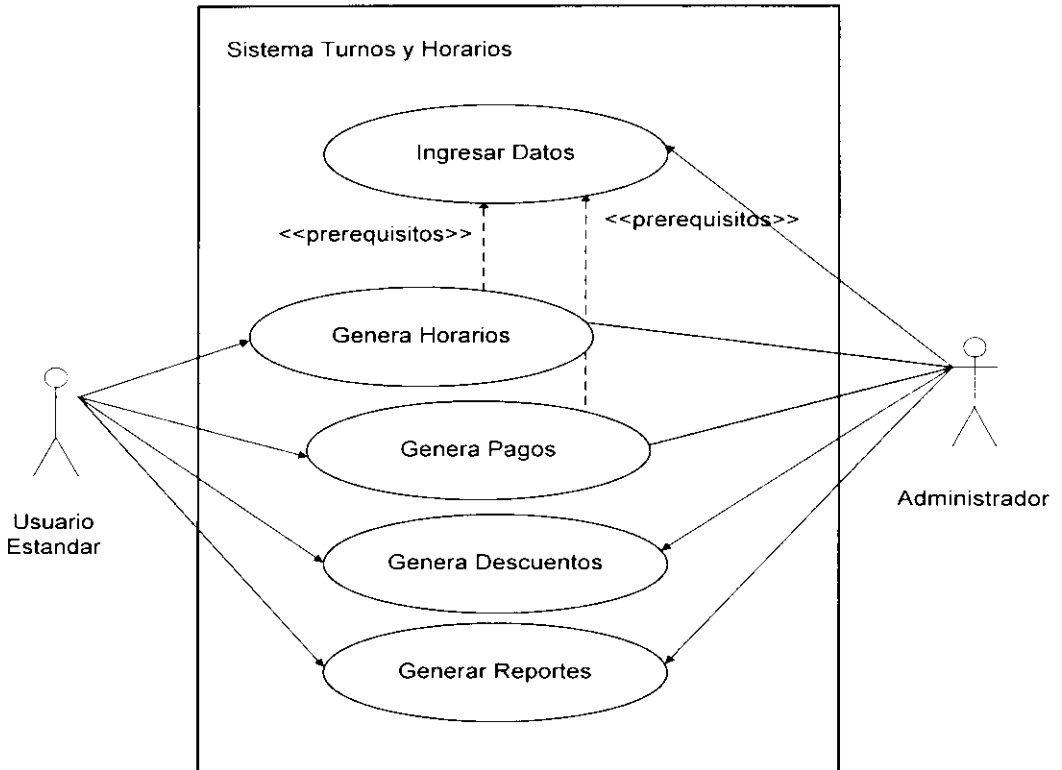 Sistema Turnos y Horarios
Ingresar Datos
<<prerequisitos>>
<<prerequisitos>>
Genera Horarios
Genera Pagos
Usuario
Estandar
Administrador
Genera Descuentos
Generar Reportes